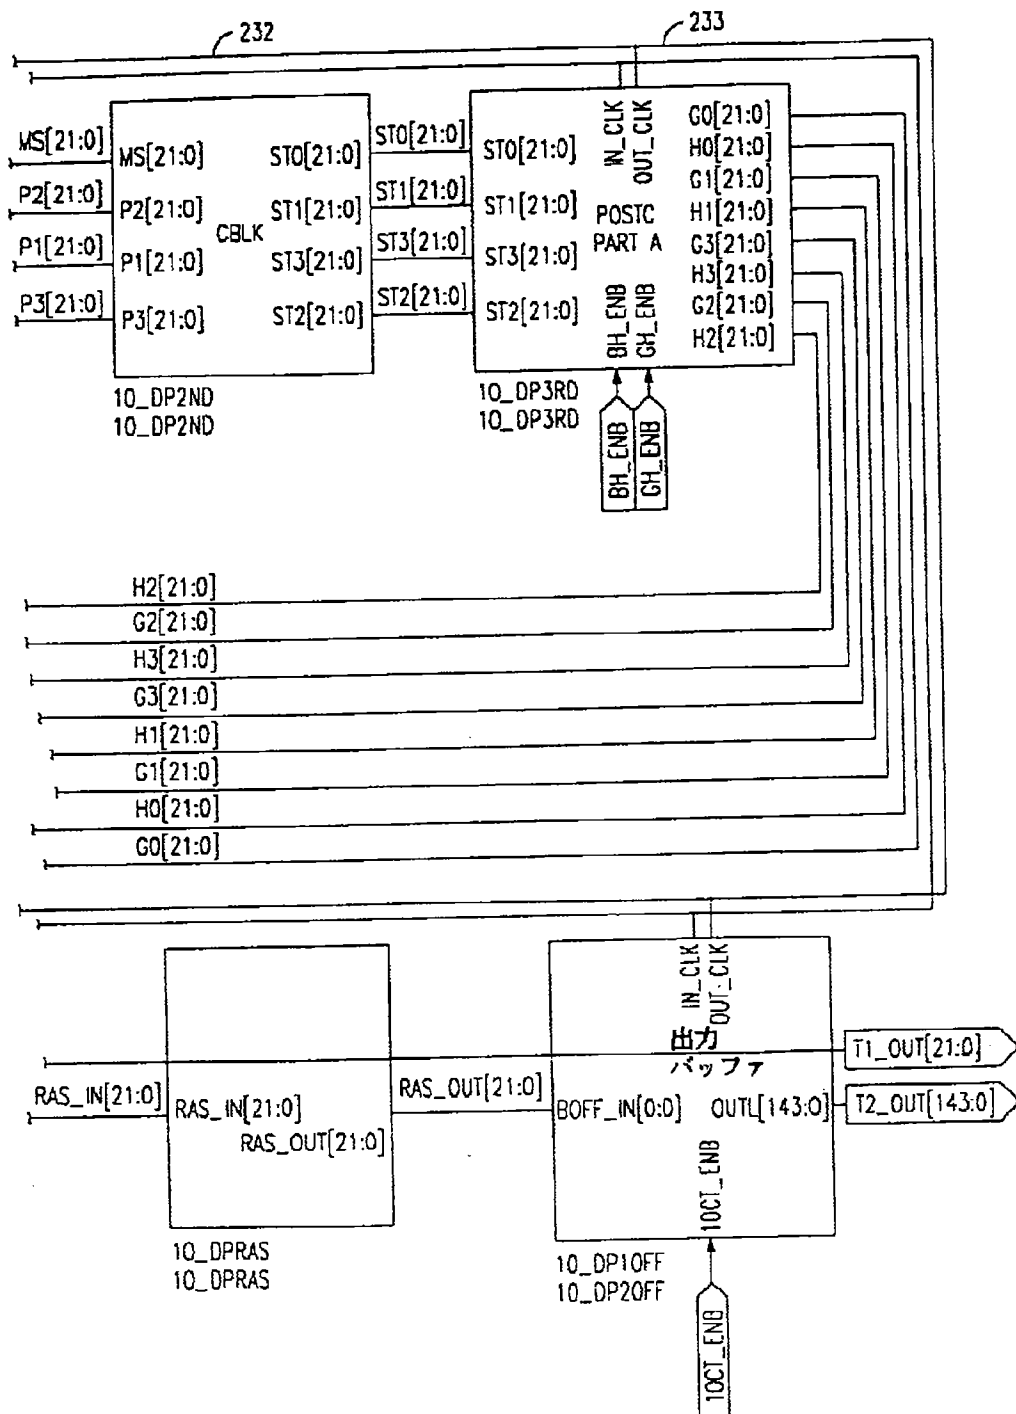 232
233
MS[21:0]
P2[21:0]
P1[21:0]
P3[21:0]
MS[21:0]
P2[21:0]
P1[21:0]
P3[21:0]
CBLK
ST0[21:0]
ST1[21:0]
ST3[21:0]
ST2[21:0]
10_DP2ND
10_DP2ND
ST0[21:0]
ST1[21:0]
ST3[21:0]
ST2[21:0]
ST0[21:0]
ST1[21:0]
ST3[21:0]
ST2[21:0]
IN_CLK
OUT_CLK
POSTC
PART A
BH_ENB
GH_ENB
G0[21:0]
H0[21:0]
G1[21:0]
H1[21:0]
G3[21:0]
H3[21:0]
G2[21:0]
H2[21:0]
10_DP3RD
10_DP3RD
BH_ENB
GH_ENB
H2[21:0]
G2[21:0]
H3[21:0]
G3[21:0]
H1[21:0]
G1[21:0]
H0[21:0]
G0[21:0]
RAS_IN[21:0]
RAS_IN[21:0]
RAS_OUT[21:0]
10_DPRAS
10_DPRAS
RAS_OUT[21:0]
IN_CLK
OUT_CLK
出力
バッファ
BOFF_IN[0:D]
OUTL[143:0]
10CT_ENB
10_DP10FF
10_DP20FF
T1_OUT[21:0]
T2_OUT[143:0]
10CT_ENB